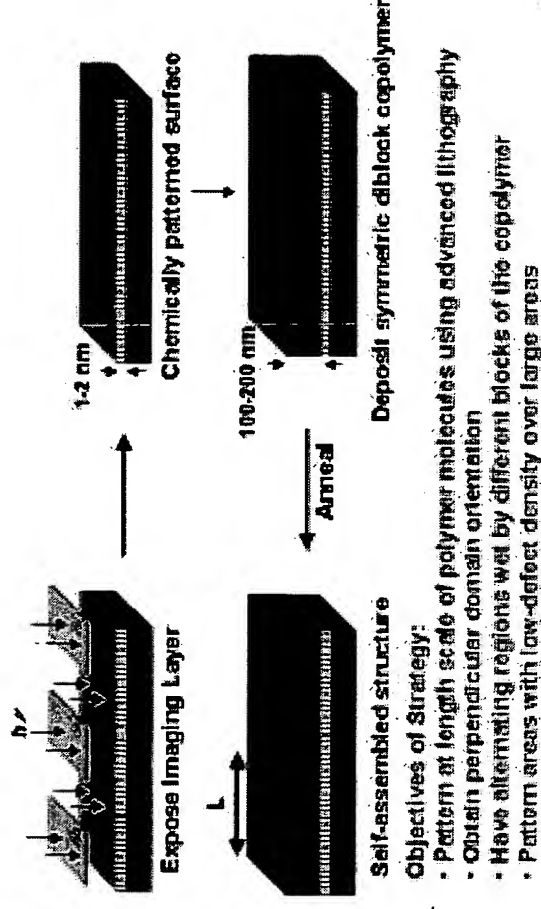 hν
Expose Imaging Layer
1-2 nm
Chemically patterned surface
100-200 nm
Deposit symmetric diblock copolymer
Anneal
L
Self-assembled structure
Objectives of Strategy:
• Pattern at length scale of polymer molecules using advanced lithography
• Obtain perpendicular domain orientation
• Have alternating regions wet by different blocks of the copolymer
• Pattern areas with low-defect density over large areas